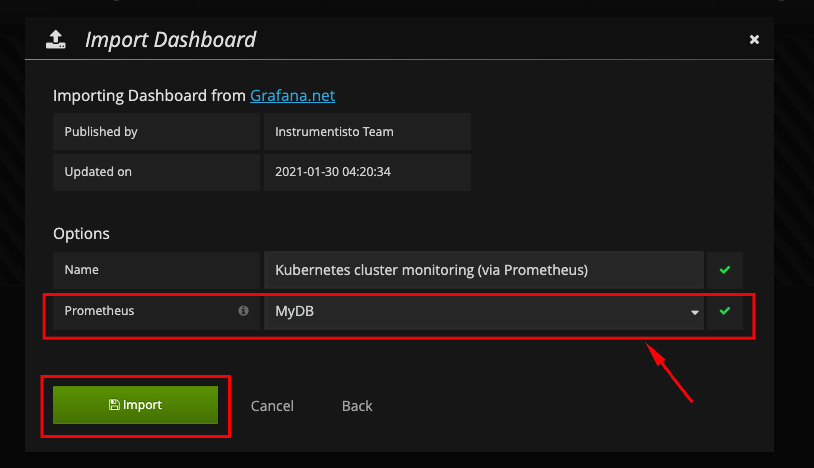 Import Dashboard
Importing Dashboard from Grafana.net
Published by Instrumentisto Team
Updated on 2021-01-30 04:20:34
Options
Name Kubernetes cluster monitoring (via Prometheus)
Prometheus MyDB
Import Cancel Back